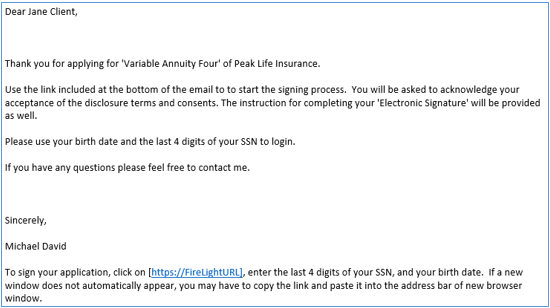 Dear Jane Client,
Thank you for applying for 'Variable Annuity Four' of Peak Life Insurance.
Use the link included at the bottom of the email to to start the signing process.  You will be asked to acknowledge your
acceptance of the disclosure terms and consents. The instruction for completing your 'Electronic Signature' will be provided
as well.
Please use your birth date and the last 4 digits of your SSN to login.
If you have any questions please feel free to contact me.
Sincerely,
Michael David
To sign your application, click on [https://FireLightURL], enter the last 4 digits of your SSN, and your birth date.  If a new
window does not automatically appear, you may have to copy the link and paste it into the address bar of new browser
window.